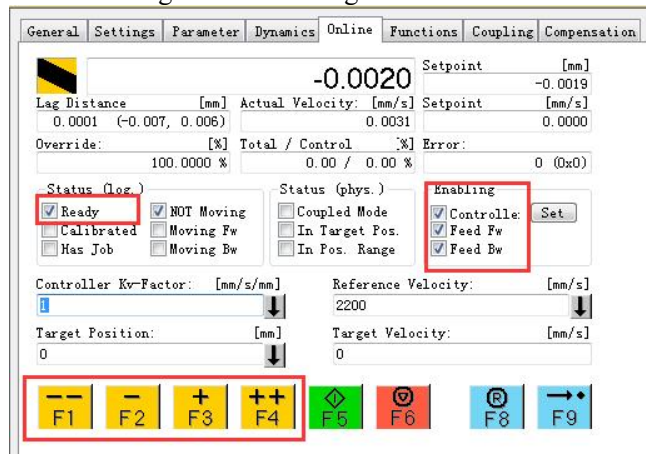 General Settings Parameter Dynamics Online Functions Coupling Compensation
-0.0020
Setpoint [mm]
-0.0019
Lag Distance [mm] Actual Velocity: [mm/s] Setpoint [mm/s]
0.0001 (-0.007, 0.006) 0.0031 0.0000
Override: [%] Total / Control [%] Error:
100.0000 % 0.00 / 0.00 % 0 (0x0)
Status (log.) Status (phys.) Enabling
Ready NOT Moving Coupled Mode Controlle: Set
Calibrated Moving Fw In Target Pos. Feed Fw
Has Job Moving Bw In Pos. Range Feed Bw
Controller Kv-Factor: [mm/s/mm] Reference Velocity: [mm/s]
1 2200
Target Position: [mm] Target Velocity: [mm/s]
0 0
-- - + ++ R
F1 F2 F3 F4 F5 F6 F8 F9